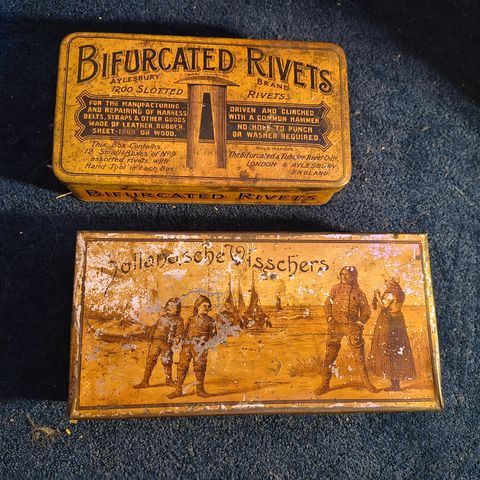 BIFURCATED RIVETS
AYLESBURY BRAND
1200 SLOTTED RIVETS
FOR THE MANUFACTURING
AND REPAIRING OF HARNESS
BELTS, STRAPS & OTHER GOODS
MADE OF LEATHER, RUBBER
SHEET-IRON OR WOOD.
DRIVEN AND CLINCHED
WITH A COMMON HAMMER
NO HOLE TO PUNCH
OR WASHER REQUIRED.
This Box Contains
12 Small boxes of Nº9
assorted rivets, with
Hand Tool in each Box
SOLE MAKERS
The Bifurcated & Tubular Rivet Co. Ltd.
LONDON & AYLESBURY
ENGLAND.
BIFURCATED RIVETS
Hollandsche Visschers